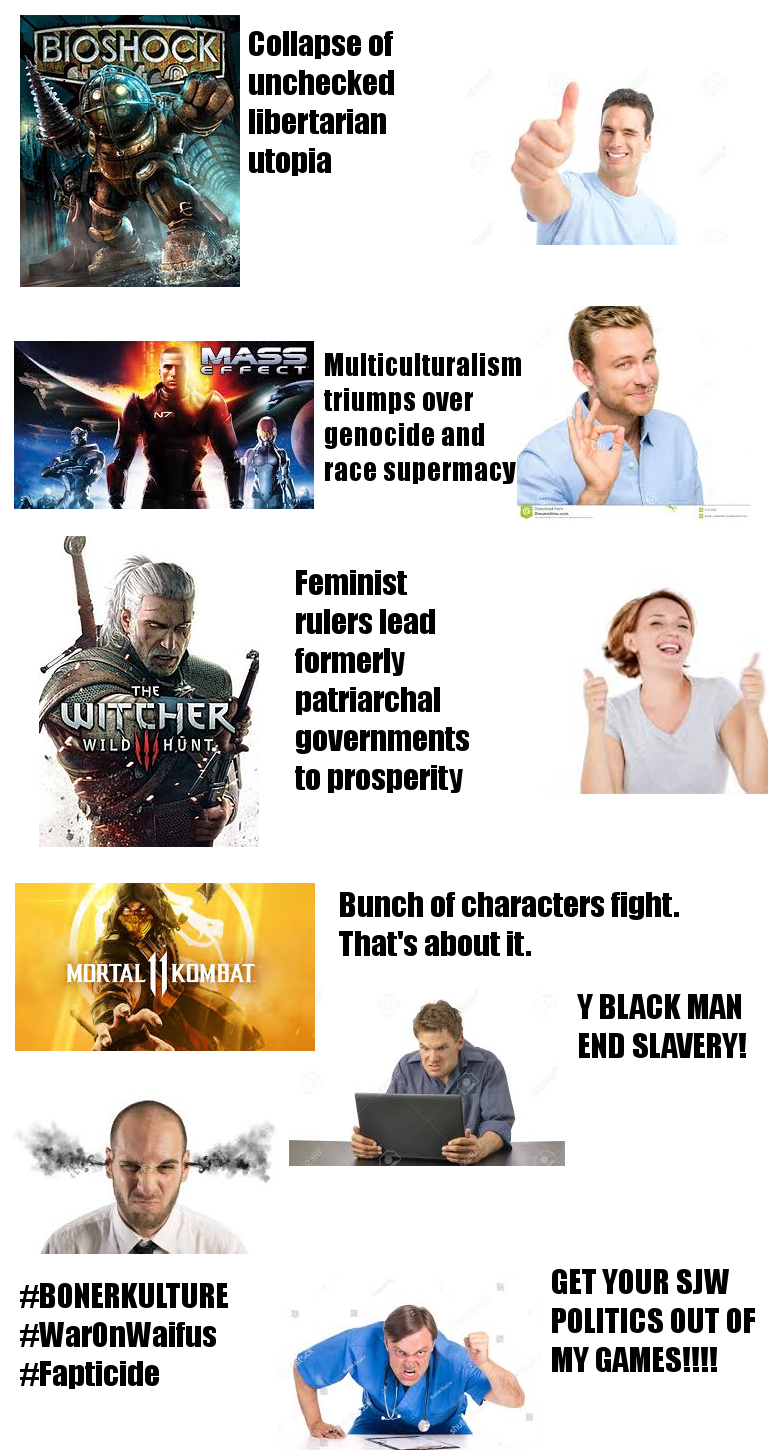 BIOSHOCK
Collapse of
unchecked
libertarian
utopia
MASS
EFFECT
N7
Multiculturalism
triumps over
genocide and
race supermacy
THE
WITCHER
WILD HUNT
Feminist
rulers lead
formerly
patriarchal
governments
to prosperity
MORTAL 11 KOMBAT
Bunch of characters fight.
That's about it.
Y BLACK MAN
END SLAVERY!
#BONERKULTURE
#WarOnWaifus
#Fapticide
GET YOUR SJW
POLITICS OUT OF
MY GAMES!!!!